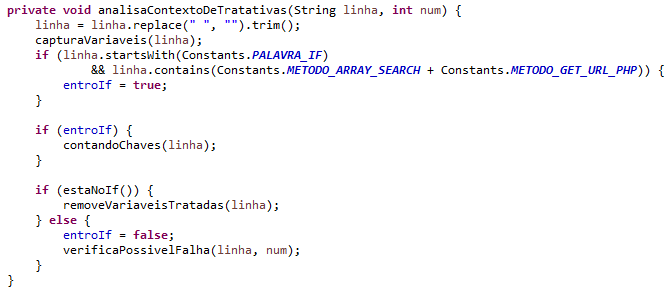 private void analisaContextoDeTratativas(String linha, int num) {
    linha = linha.replace(" ", "").trim();
    capturaVariaveis(linha);
    if (linha.startsWith(Constants.PALAVRA_IF)
            && linha.contains(Constants.METODO_ARRAY_SEARCH + Constants.METODO_GET_URL_PHP)) {
        entroIf = true;
    }

    if (entroIf) {
        contandoChaves(linha);
    }

    if (estaNoIf()) {
        removeVariaveisTratadas(linha);
    } else {
        entroIf = false;
        verificaPossivelFalha(linha, num);
    }
}